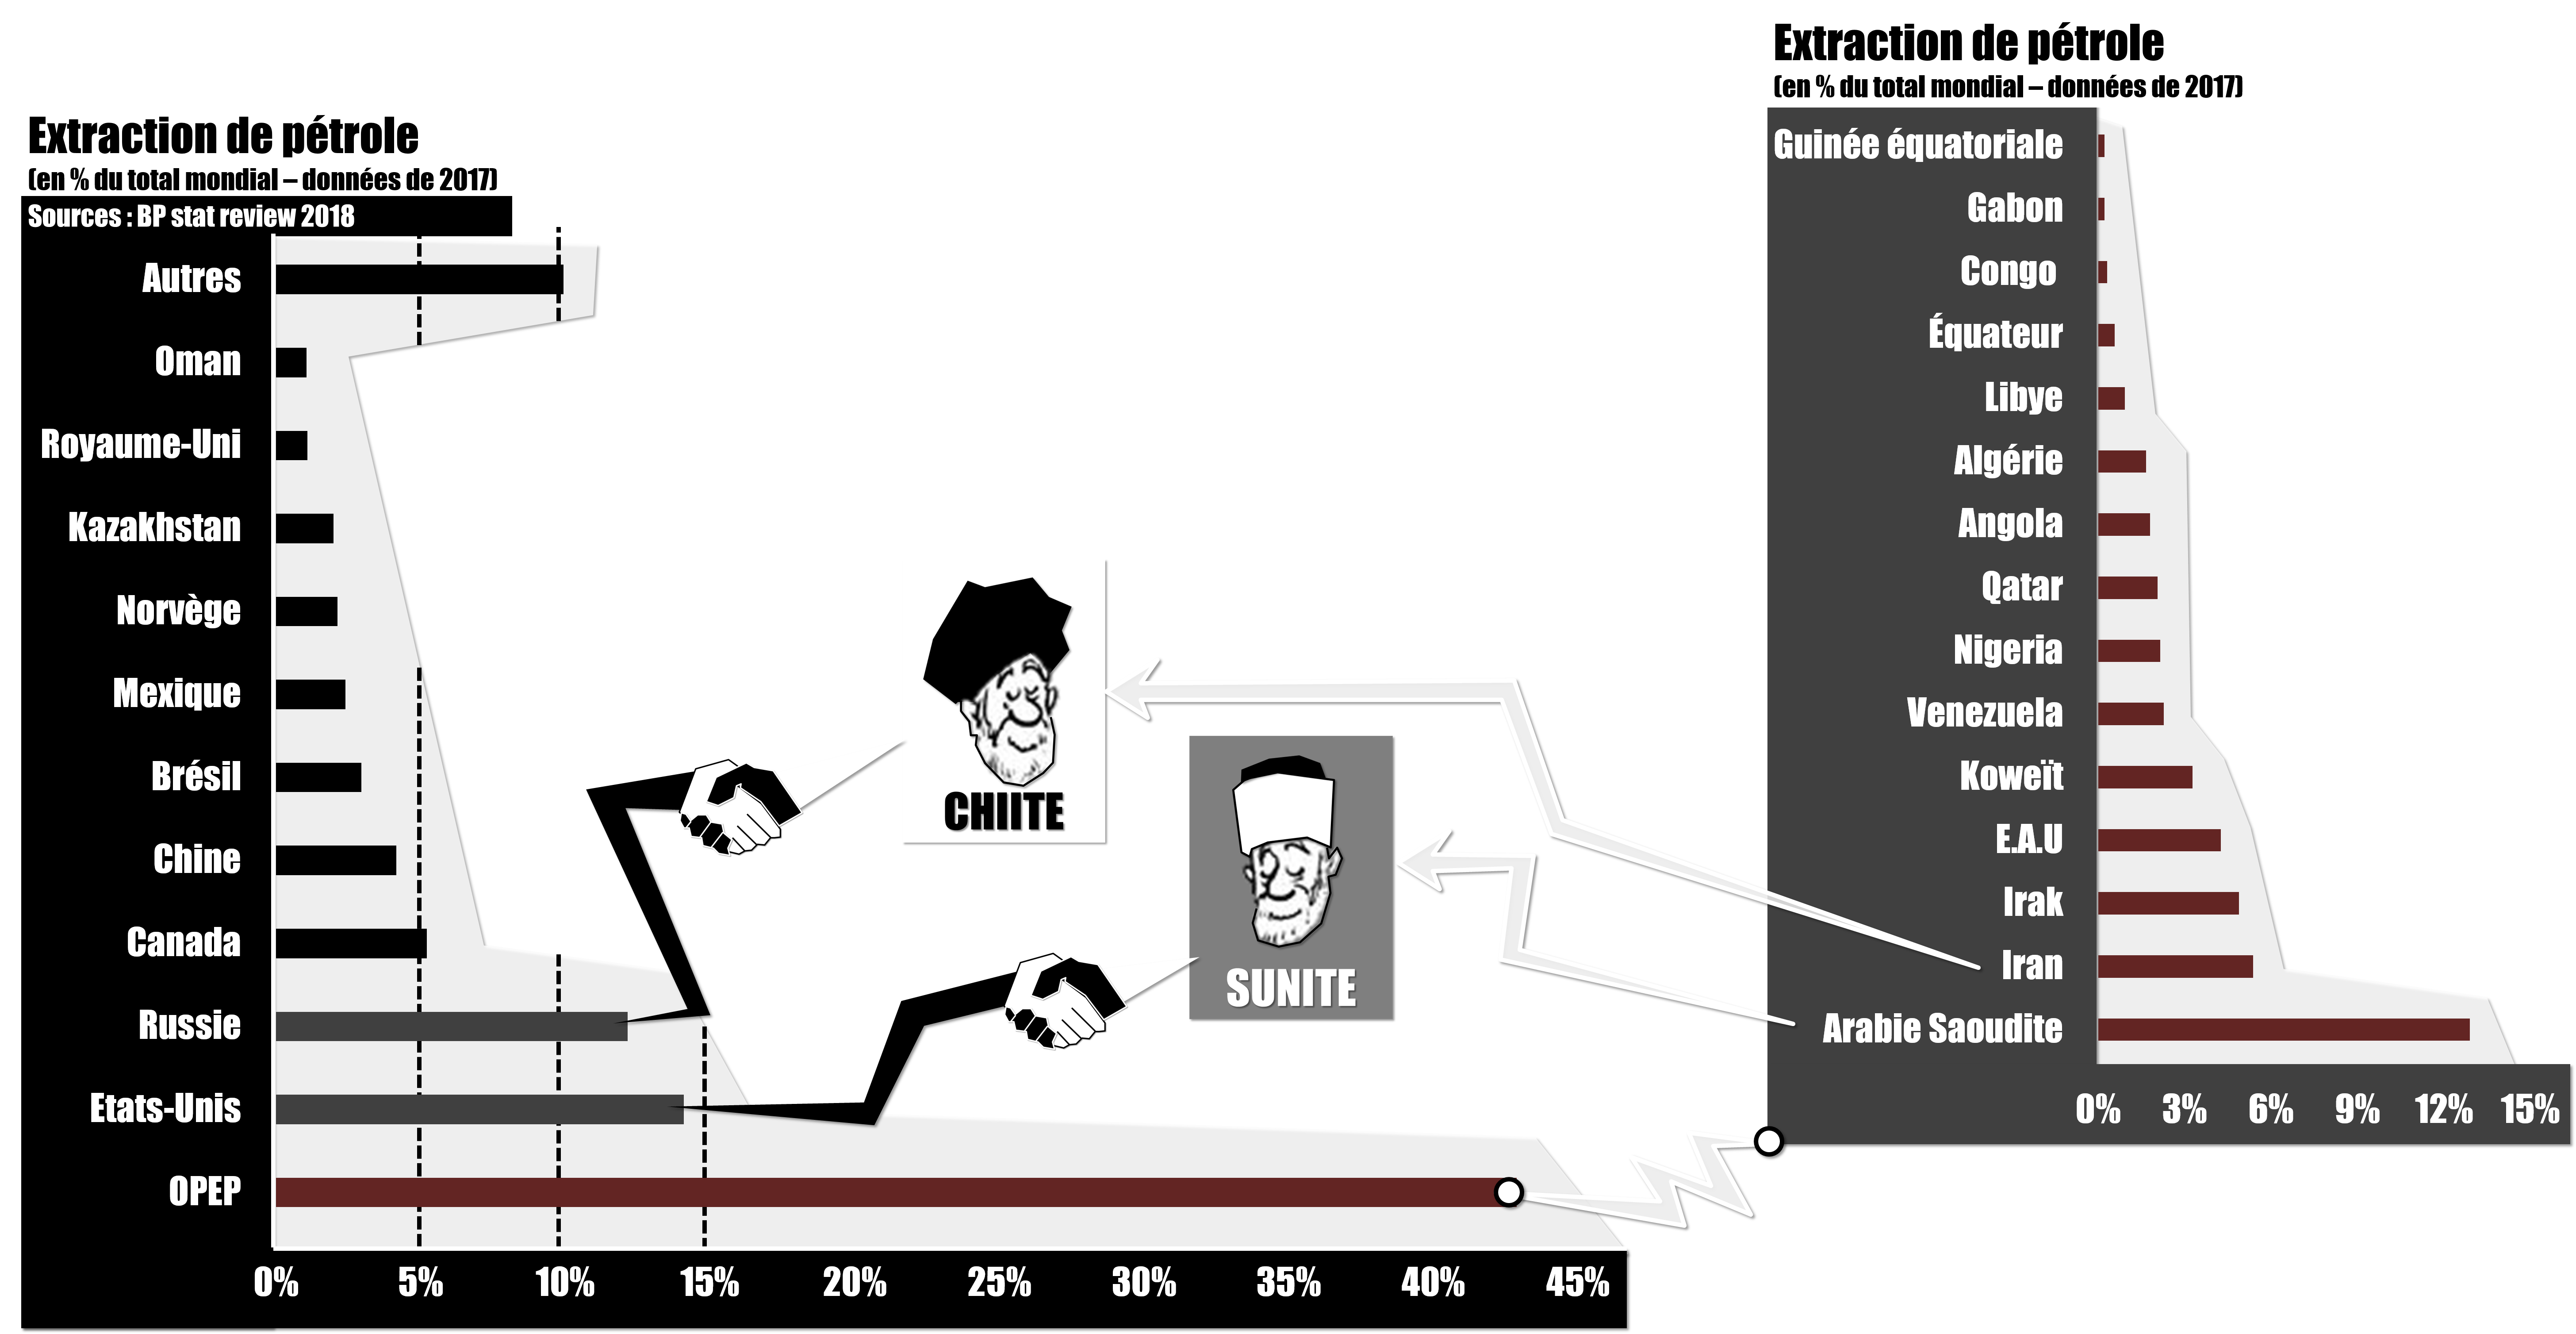 Extraction de pétrole
(en % du total mondial – données de 2017)
Sources : BP stat review 2018
Autres
Oman
Royaume-Uni
Kazakhstan
Norvège
Mexique
Brésil
Chine
Canada
Russie
Etats-Unis
OPEP
0% 5% 10% 15% 20% 25% 30% 35% 40% 45%
CHIITE
SUNITE
Extraction de pétrole
(en % du total mondial – données de 2017)
Guinée équatoriale
Gabon
Congo
Équateur
Libye
Algérie
Angola
Qatar
Nigeria
Venezuela
Koweït
E.A.U
Irak
Iran
Arabie Saoudite
0% 3% 6% 9% 12% 15%